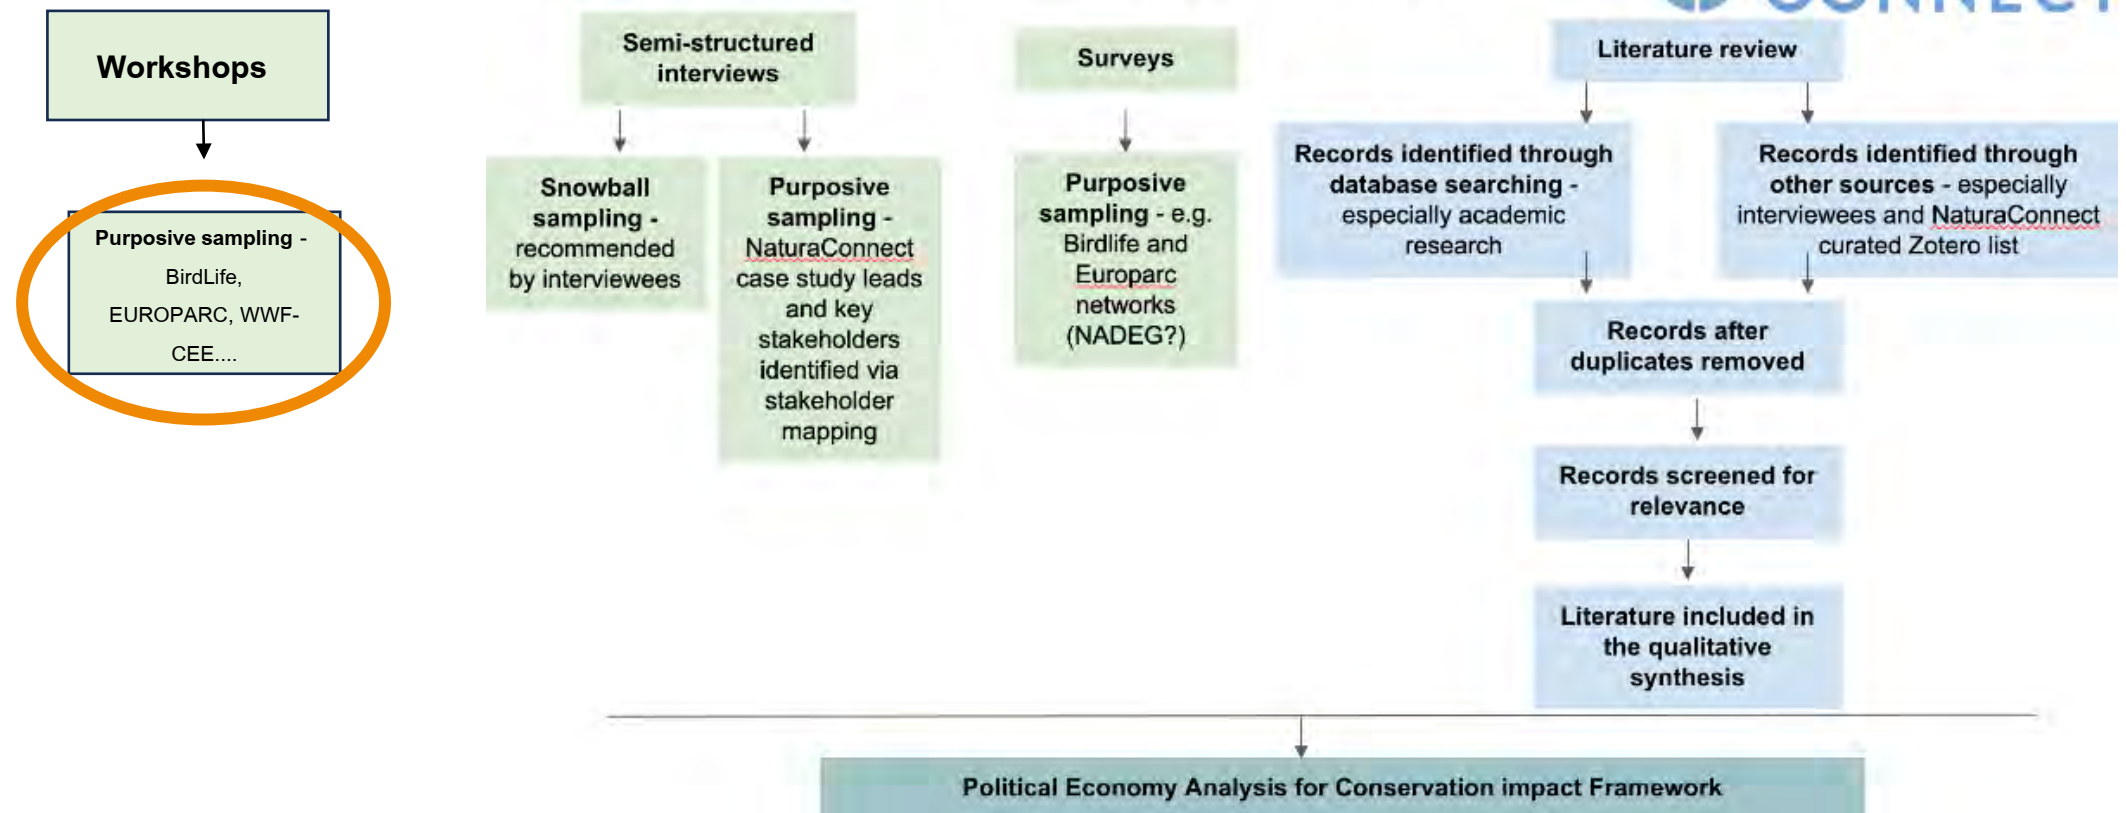 CONNECT
Workshops
Purposive sampling -
BirdLife,
EUROPARC, WWF-
CEE....
Semi-structured
interviews
Snowball
sampling -
recommended
by interviewees
Purposive
sampling -
NaturaConnect
case study leads
and key
stakeholders
identified via
stakeholder
mapping
Surveys
Purposive
sampling - e.g.
Birdlife and
Europarc
networks
(NADEG?)
Literature review
Records identified through
database searching -
especially academic
research
Records identified through
other sources - especially
interviewees and NaturaConnect
curated Zotero list
Records after
duplicates removed
Records screened for
relevance
Literature included in
the qualitative
synthesis
Political Economy Analysis for Conservation impact Framework